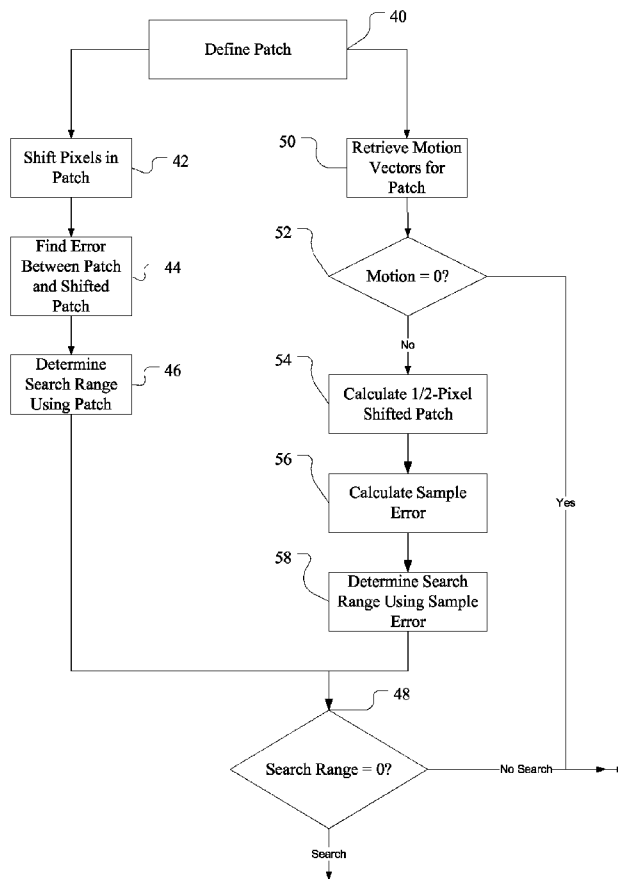 40
Define Patch
Shift Pixels in
Patch
42
50
Retrieve Motion
Vectors for
Patch
Find Error
Between Patch
and Shifted
Patch
44
52
Motion = 0?
No
Determine
Search Range
Using Patch
46
54
Calculate 1/2-Pixel
Shifted Patch
56
Calculate Sample
Error
Yes
58
Determine Search
Range Using Sample
Error
48
Search Range = 0?
No Search
Search